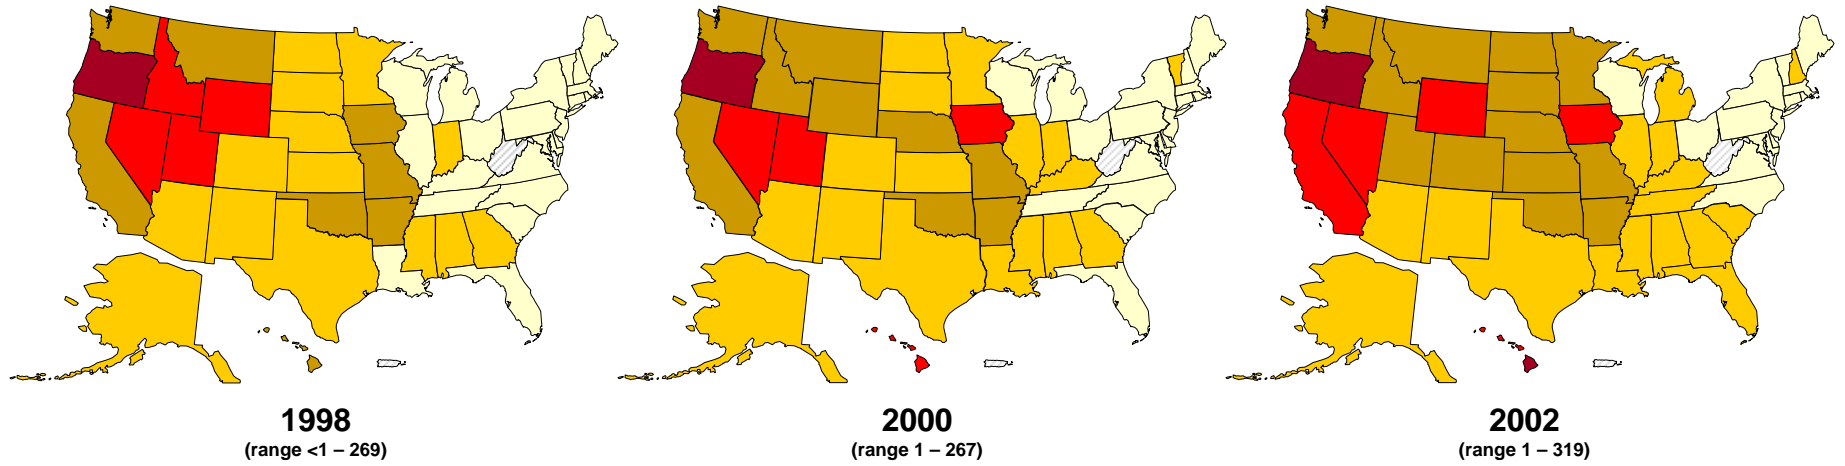 1998
(range <1 – 269)
2000
(range 1 – 267)
2002
(range 1 – 319)